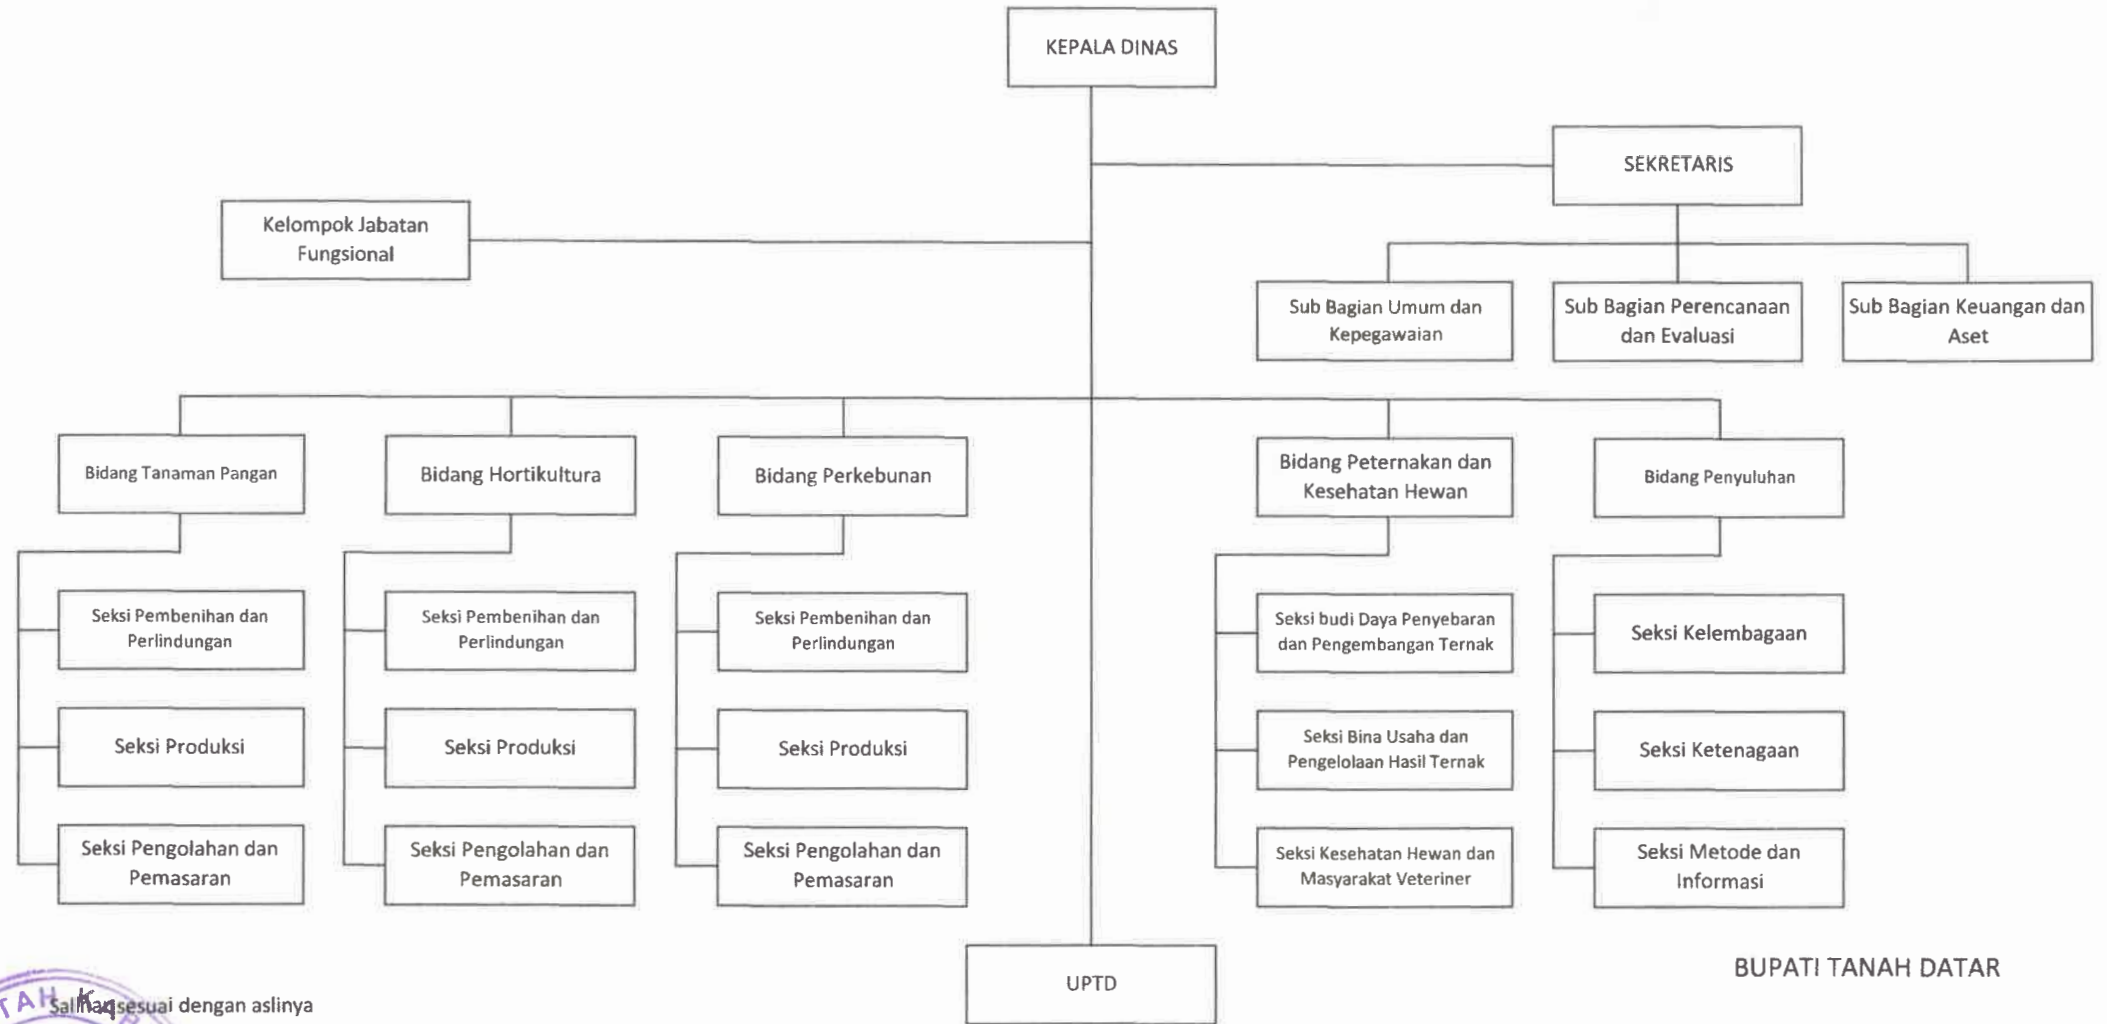 KEPALA DINAS
SEKRETARIS
Kelompok Jabatan
Fungsional
Sub Bagian Umum dan
Kepegawaian
Sub Bagian Perencanaan
dan Evaluasi
Sub Bagian Keuangan dan
Aset
Bidang Tanaman Pangan
Bidang Hortikultura
Bidang Perkebunan
Bidang Peternakan dan
Kesehatan Hewan
Bidang Penyuluhan
Seksi Pembenihan dan
Perlindungan
Seksi Pembenihan dan
Perlindungan
Seksi Pembenihan dan
Perlindungan
Seksi budi Daya Penyebaran
dan Pengembangan Ternak
Seksi Kelembagaan
Seksi Produksi
Seksi Produksi
Seksi Produksi
Seksi Bina Usaha dan
Pengelolaan Hasil Ternak
Seksi Ketenagaan
Seksi Pengolahan dan
Pemasaran
Seksi Pengolahan dan
Pemasaran
Seksi Pengolahan dan
Pemasaran
Seksi Kesehatan Hewan dan
Masyarakat Veteriner
Seksi Metode dan
Informasi
UPTD
BUPATI TANAH DATAR
Salinan sesuai dengan aslinya